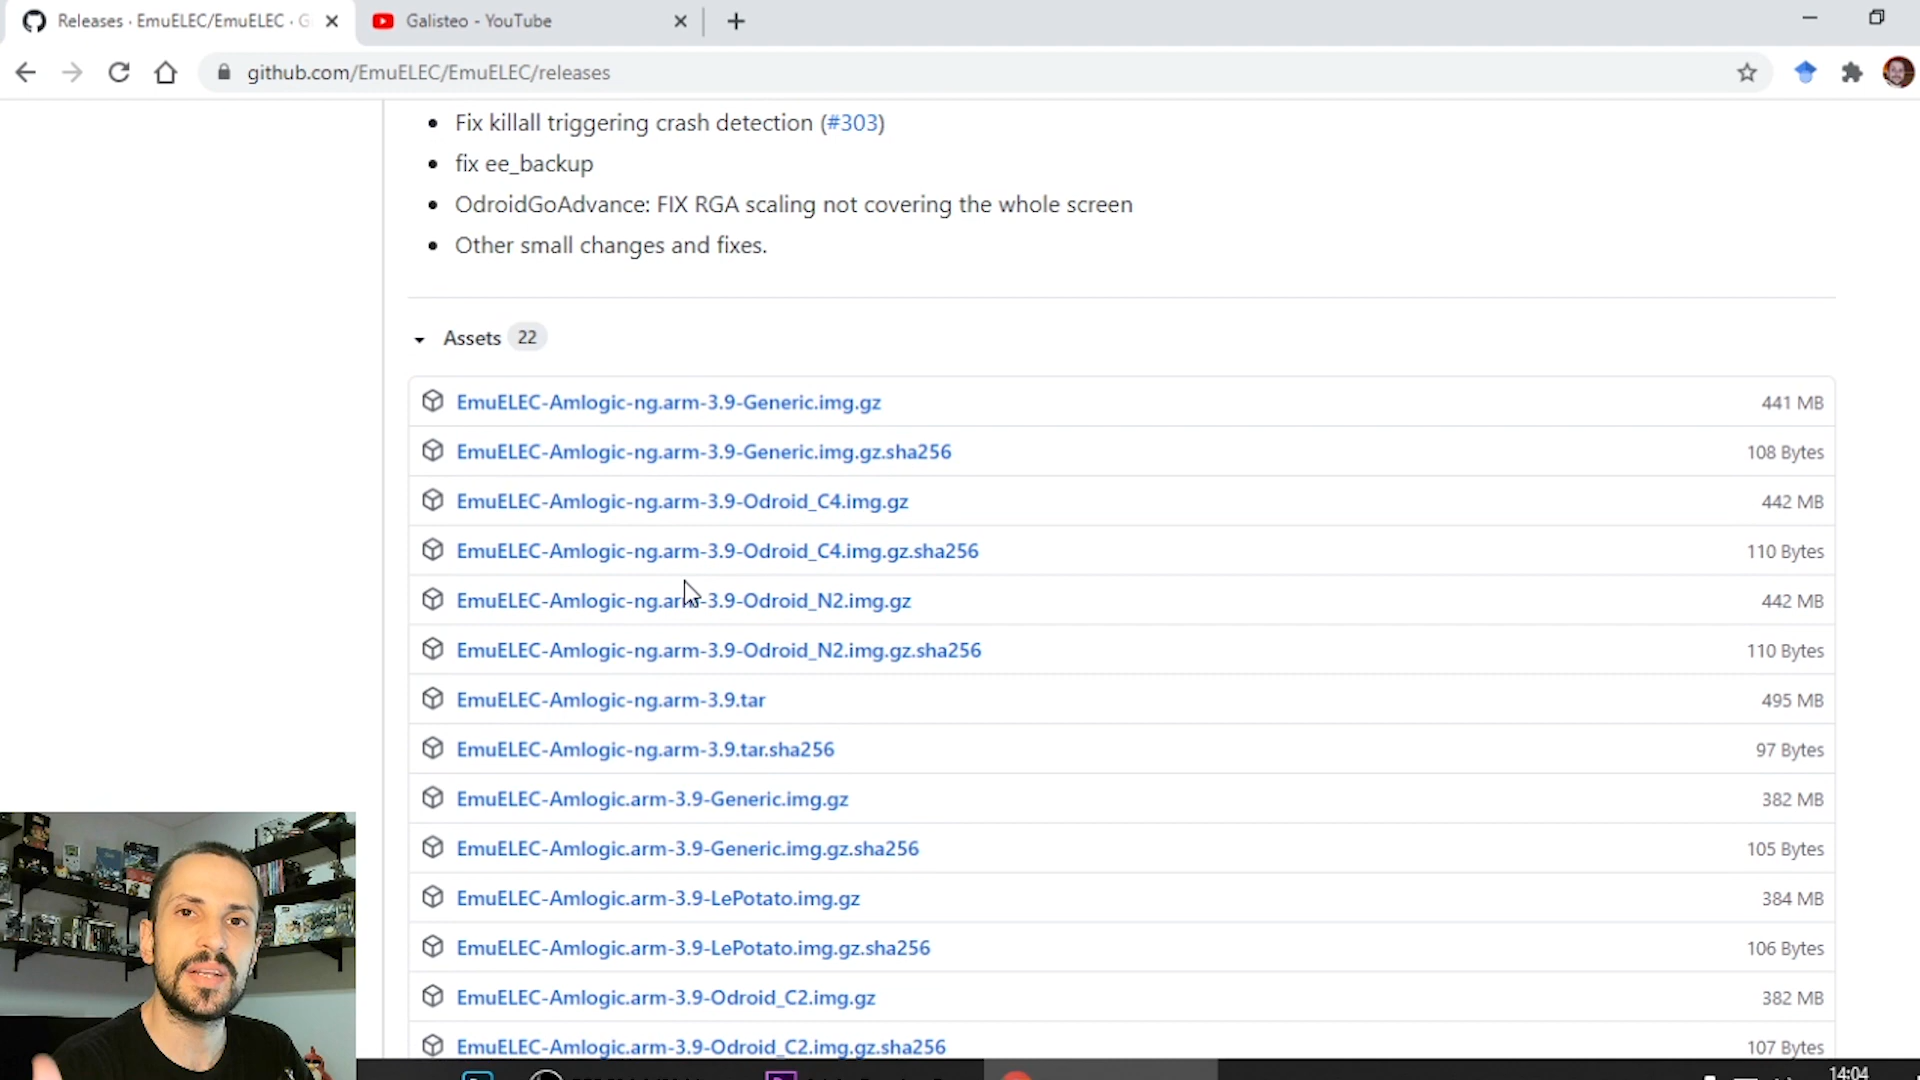 Releases · EmuELEC/EmuELEC · G
Galisteo - YouTube
github.com/EmuELEC/EmuELEC/releases
Fix killall triggering crash detection (#303)
fix ee_backup
OdroidGoAdvance: FIX RGA scaling not covering the whole screen
Other small changes and fixes.
Assets 22
EmuELEC-Amlogic-ng.arm-3.9-Generic.img.gz 441 MB
EmuELEC-Amlogic-ng.arm-3.9-Generic.img.gz.sha256 108 Bytes
EmuELEC-Amlogic-ng.arm-3.9-Odroid_C4.img.gz 442 MB
EmuELEC-Amlogic-ng.arm-3.9-Odroid_C4.img.gz.sha256 110 Bytes
EmuELEC-Amlogic-ng.arm-3.9-Odroid_N2.img.gz 442 MB
EmuELEC-Amlogic-ng.arm-3.9-Odroid_N2.img.gz.sha256 110 Bytes
EmuELEC-Amlogic-ng.arm-3.9.tar 495 MB
EmuELEC-Amlogic-ng.arm-3.9.tar.sha256 97 Bytes
EmuELEC-Amlogic.arm-3.9-Generic.img.gz 382 MB
EmuELEC-Amlogic.arm-3.9-Generic.img.gz.sha256 105 Bytes
EmuELEC-Amlogic.arm-3.9-LePotato.img.gz 384 MB
EmuELEC-Amlogic.arm-3.9-LePotato.img.gz.sha256 106 Bytes
EmuELEC-Amlogic.arm-3.9-Odroid_C2.img.gz 382 MB
EmuELEC-Amlogic.arm-3.9-Odroid_C2.img.gz.sha256 107 Bytes
14:04